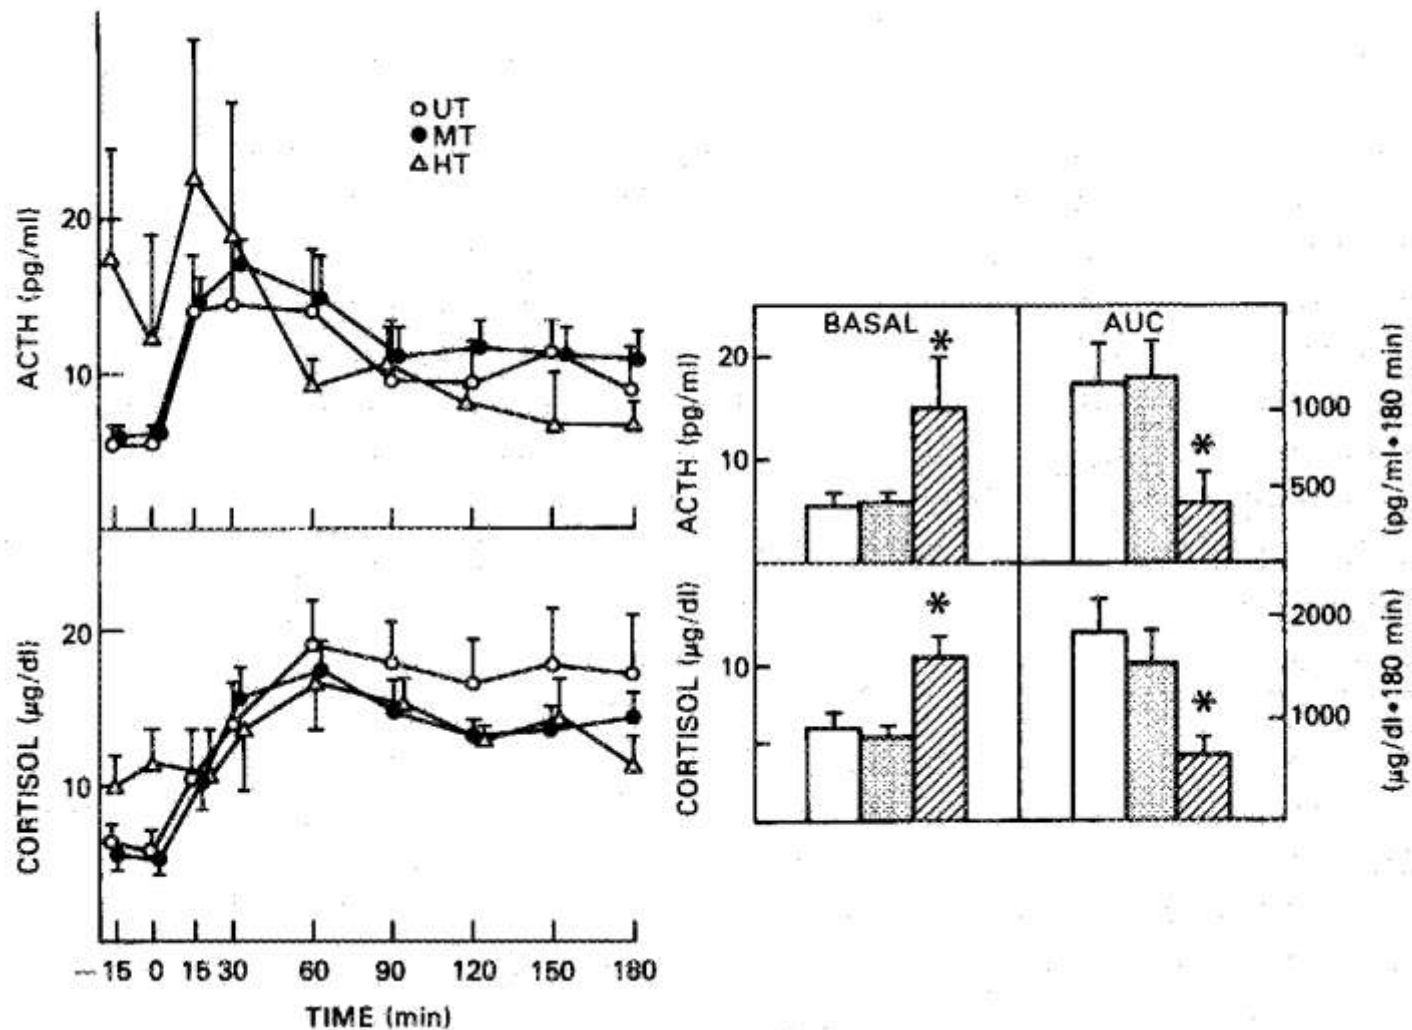 UT
MT
HT
ACTH (pg/ml)
20
10
CORTISOL (µg/dl)
20
10
-15 0 15 30 60 90 120 150 180
TIME (min)
BASAL
AUC
ACTH (pg/ml)
20
10
*
*
1000
500
(pg/ml•180 min)
CORTISOL (µg/dl)
10
*
*
2000
1000
(µg/dl•180 min)